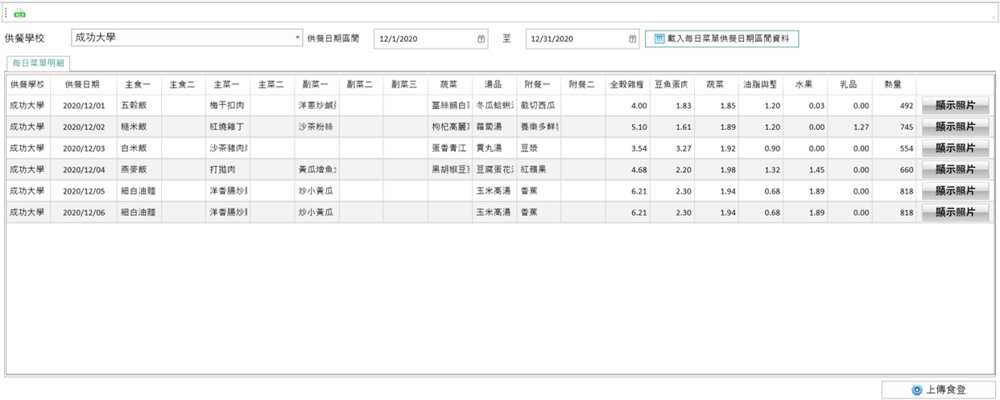 XLS
供餐學校 成功大學 供餐日期區間 12/1/2020 至 12/31/2020 載入每日菜單供餐日期區間資料
每日菜單明細
供餐學校 供餐日期 主食一 主食二 主菜一 主菜二 副菜一 副菜二 副菜三 蔬菜 湯品 附餐一 附餐二 全穀雜糧 豆魚蛋肉 蔬菜 油脂與堅 水果 乳品 熱量
成功大學 2020/12/01 五穀飯 梅干扣肉 洋蔥炒鹹 薑絲鵝白 冬瓜蛤蜊 截切西瓜 4.00 1.83 1.85 1.20 0.03 0.00 492 顯示照片
成功大學 2020/12/02 糙米飯 紅燒雞丁 沙茶粉絲 枸杞高麗 蘿蔔湯 養樂多鮮 5.10 1.61 1.89 1.20 0.00 1.27 745 顯示照片
成功大學 2020/12/03 白米飯 沙茶豬肉 蛋香青江 貢丸湯 豆漿 3.54 3.27 1.92 0.90 0.00 0.00 554 顯示照片
成功大學 2020/12/04 燕麥飯 打拋肉 黃瓜燴魚 黑胡椒豆 豆腐蛋花 紅蘋果 4.68 2.20 1.98 1.32 1.45 0.00 660 顯示照片
成功大學 2020/12/05 細白油麵 洋香腸炒 炒小黃瓜 玉米高湯 香蕉 6.21 2.30 1.94 0.68 1.89 0.00 818 顯示照片
成功大學 2020/12/06 細白油麵 洋香腸炒 炒小黃瓜 玉米高湯 香蕉 6.21 2.30 1.94 0.68 1.89 0.00 818 顯示照片
上傳食登